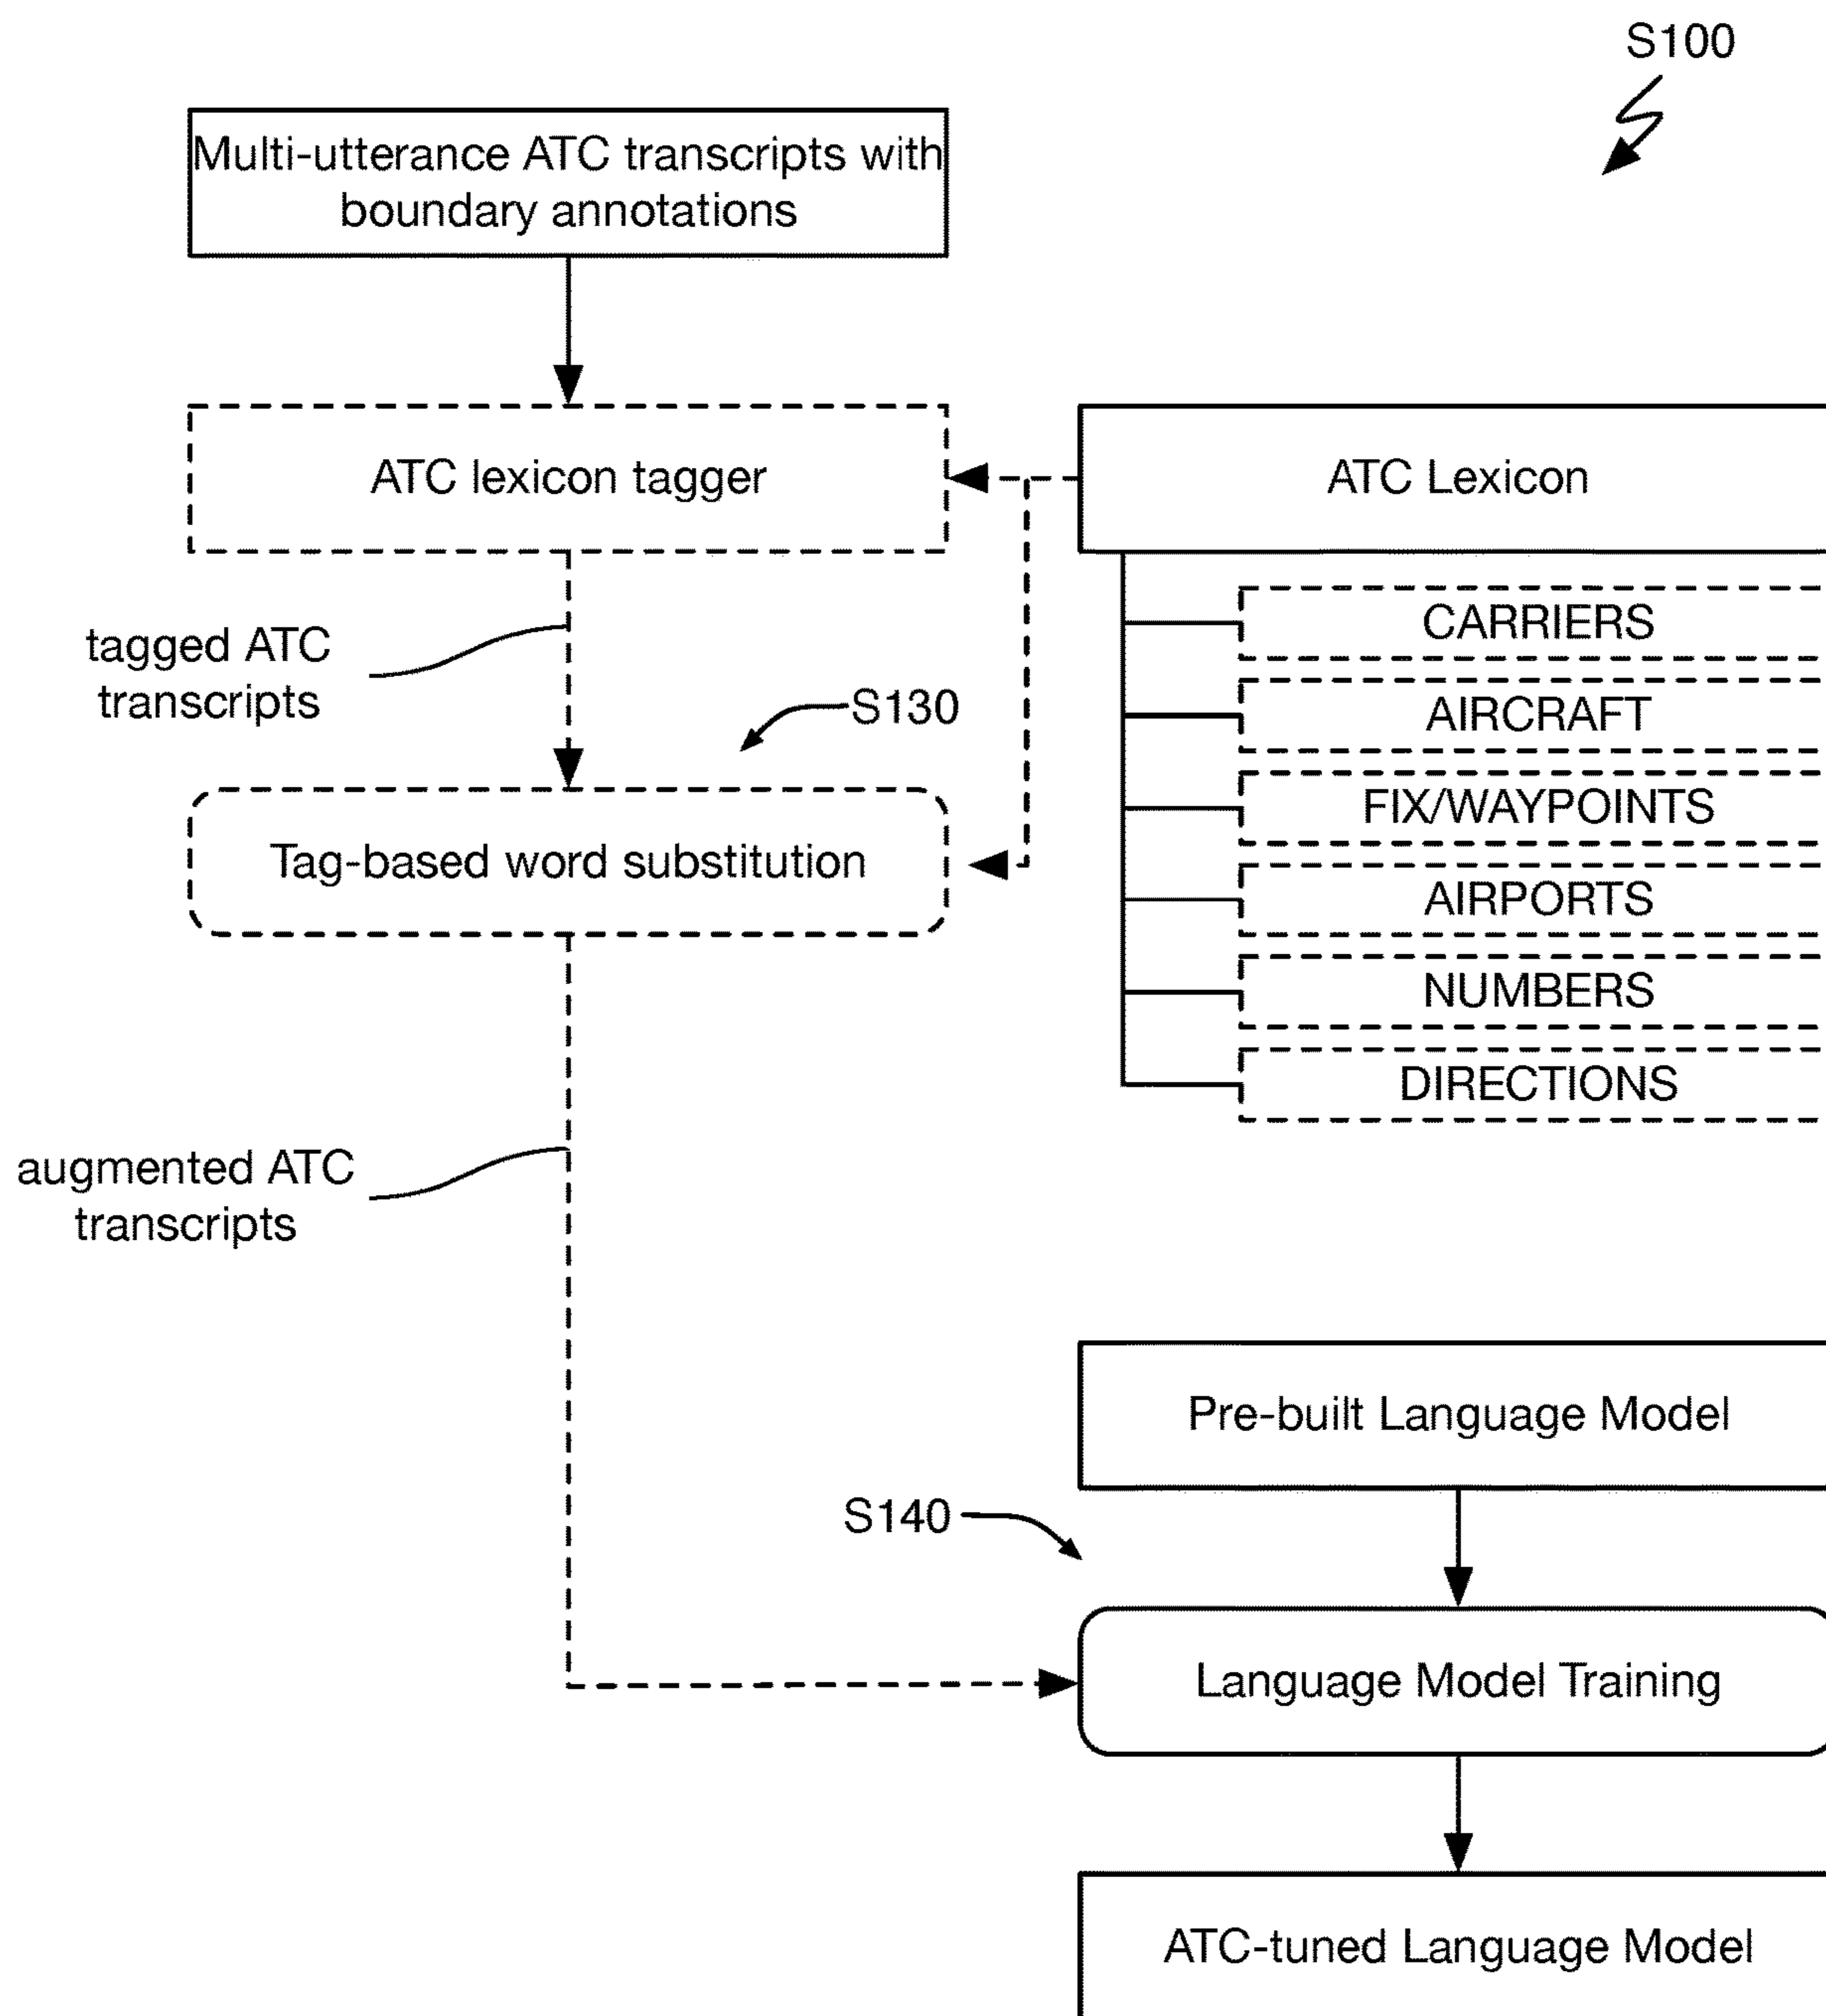 S100
Multi-utterance ATC transcripts with
boundary annotations
ATC lexicon tagger
ATC Lexicon
CARRIERS
AIRCRAFT
FIX/WAYPOINTS
AIRPORTS
NUMBERS
DIRECTIONS
tagged ATC
transcripts
S130
Tag-based word substitution
augmented ATC
transcripts
Pre-built Language Model
S140
Language Model Training
ATC-tuned Language Model